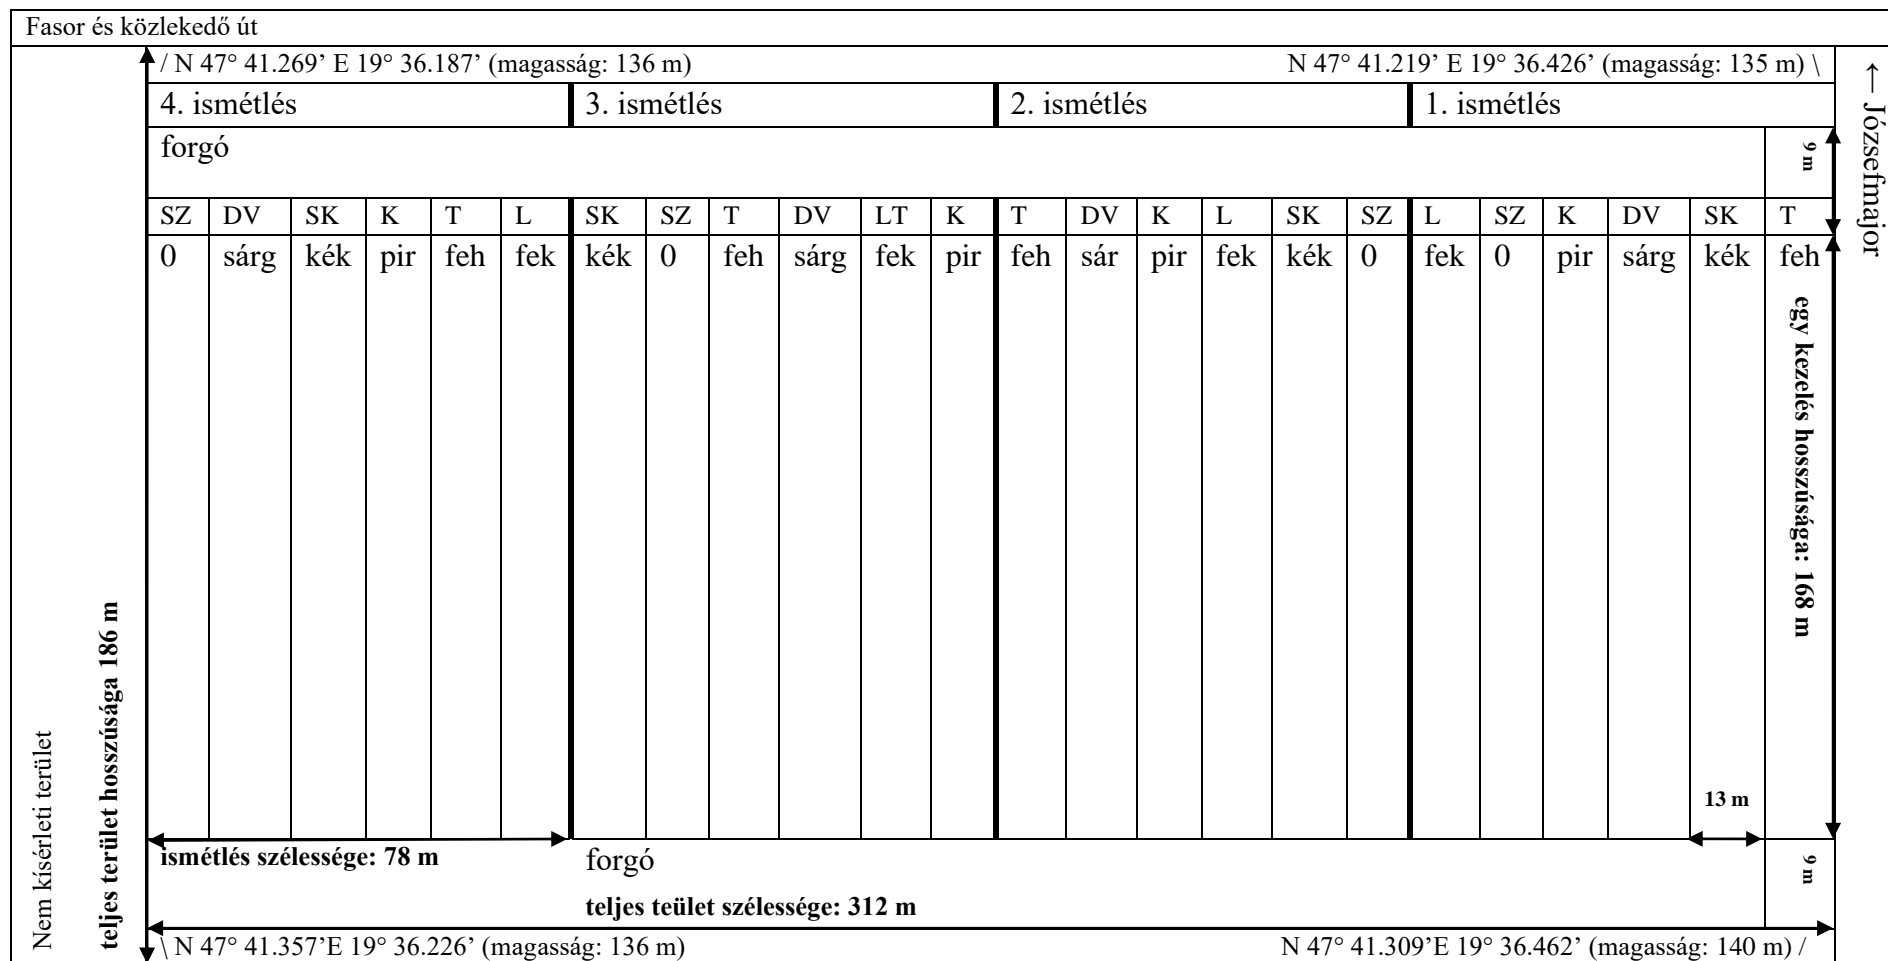 Fasor és közlekedő út
/ N 47° 41.269’ E 19° 36.187’ (magasság: 136 m) N 47° 41.219’ E 19° 36.426’ (magasság: 135 m) \
← Józsefmajor
4. ismétlés 3. ismétlés 2. ismétlés 1. ismétlés
forgó 9 m
SZ DV SK K T L SK SZ T DV LT K T DV K L SK SZ L SZ K DV SK T
0 sárg kék pir feh fek kék 0 feh sárg fek pir feh sár pir fek kék 0 fek 0 pir sárg kék feh
egy kezelés hosszúsága: 168 m
Nem kísérleti terület
teljes terület hosszúsága 186 m
13 m
ismétlés szélessége: 78 m forgó 9 m
teljes teület szélessége: 312 m
\ N 47° 41.357’E 19° 36.226’ (magasság: 136 m) N 47° 41.309’E 19° 36.462’ (magasság: 140 m) /